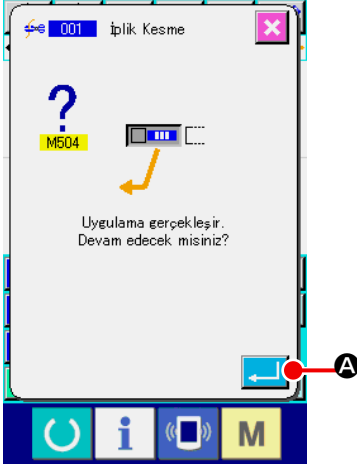 001 İplik Kesme
M504
Uygulama gerçekleşir.
Devam edecek misiniz?
A
M